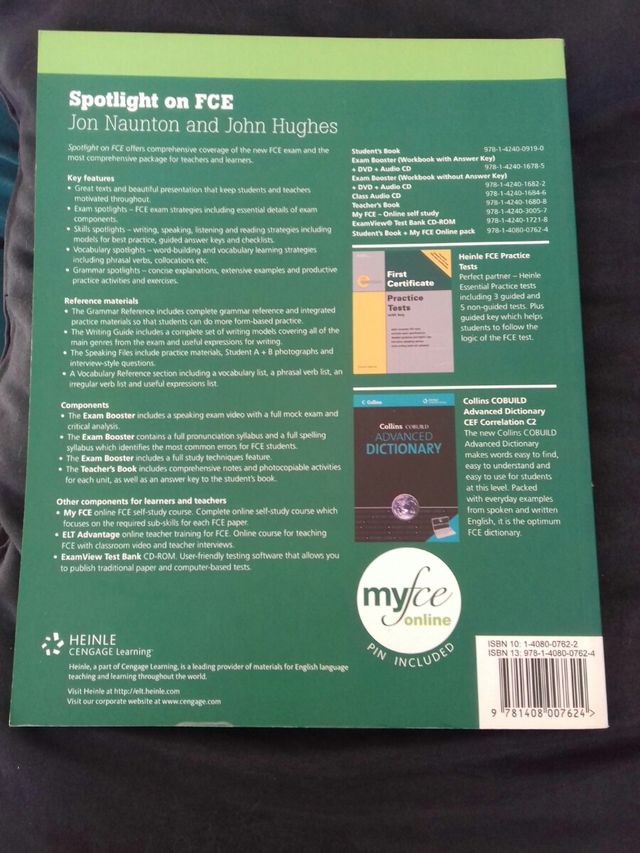 Spotlight on FCE
Jon Naunton and John Hughes
Spotlight on FCE offers comprehensive coverage of the new FCE exam and the
most comprehensive package for teachers and learners.
Key features
• Great texts and beautiful presentation that keep students and teachers
motivated throughout.
• Exam spotlights – FCE exam strategies including essential details of exam
components.
• Skills spotlights – writing, speaking, listening and reading strategies including
models for best practice, guided answer keys and checklists.
• Vocabulary spotlights – word-building and vocabulary learning strategies
including phrasal verbs, collocations etc.
• Grammar spotlights – concise explanations, extensive examples and productive
practice activities and exercises.
Reference materials
• The Grammar Reference includes complete grammar reference and integrated
practice materials so that students can do more form-based practice.
• The Writing Guide includes a complete set of writing models covering all of the
main genres from the exam and useful expressions for writing.
• The Speaking Files include practice materials, Student A + B photographs and
interview-style questions.
• A Vocabulary Reference section including a vocabulary list, a phrasal verb list, an
irregular verb list and useful expressions list.
Components
• The Exam Booster includes a speaking exam video with a full mock exam and
critical analysis.
• The Exam Booster contains a full pronunciation syllabus and a full spelling
syllabus which identifies the most common errors for FCE students.
• The Exam Booster includes a full study techniques feature.
• The Teacher's Book includes comprehensive notes and photocopiable activities
for each unit, as well as an answer key to the student's book.
Other components for learners and teachers
• My FCE online FCE self-study course. Complete online self-study course which
focuses on the required sub-skills for each FCE paper.
• ELT Advantage online teacher training for FCE. Online course for teaching
FCE with classroom video and teacher interviews.
• ExamView Test Bank CD-ROM. User-friendly testing software that allows you
to publish traditional paper and computer-based tests.
HEINLE
CENGAGE Learning™
Heinle, a part of Cengage Learning, is a leading provider of materials for English language
teaching and learning throughout the world.
Visit Heinle at http://elt.heinle.com
Visit our corporate website at www.cengage.com
Student's Book 978-1-4240-0919-0
Exam Booster (Workbook with Answer Key)
+ DVD + Audio CD 978-1-4240-1678-5
Exam Booster (Workbook without Answer Key)
+ DVD + Audio CD 978-1-4240-1682-2
Class Audio CD 978-1-4240-1684-6
Teacher's Book 978-1-4240-1680-8
My FCE – Online self study 978-1-4240-3005-7
ExamView® Test Bank CD-ROM 978-1-4240-1721-8
Student's Book + My FCE Online pack 978-1-4080-0762-4
First
Certificate
Practice
Tests
with key
Heinle FCE Practice
Tests
Perfect partner – Heinle
Essential Practice tests
including 3 guided and
5 non-guided tests. Plus
guided key which helps
students to follow the
logic of the FCE test.
Collins
Collins COBUILD
ADVANCED
DICTIONARY
Collins COBUILD
Advanced Dictionary
CEF Correlation C2
The new Collins COBUILD
Advanced Dictionary
makes words easy to find,
easy to understand and
easy to use for students
at this level. Packed
with everyday examples
from spoken and written
English, it is the optimum
FCE dictionary.
myfce
online
PIN INCLUDED
ISBN 10: 1-4080-0762-2
ISBN 13: 978-1-4080-0762-4
9 781408 007624 >